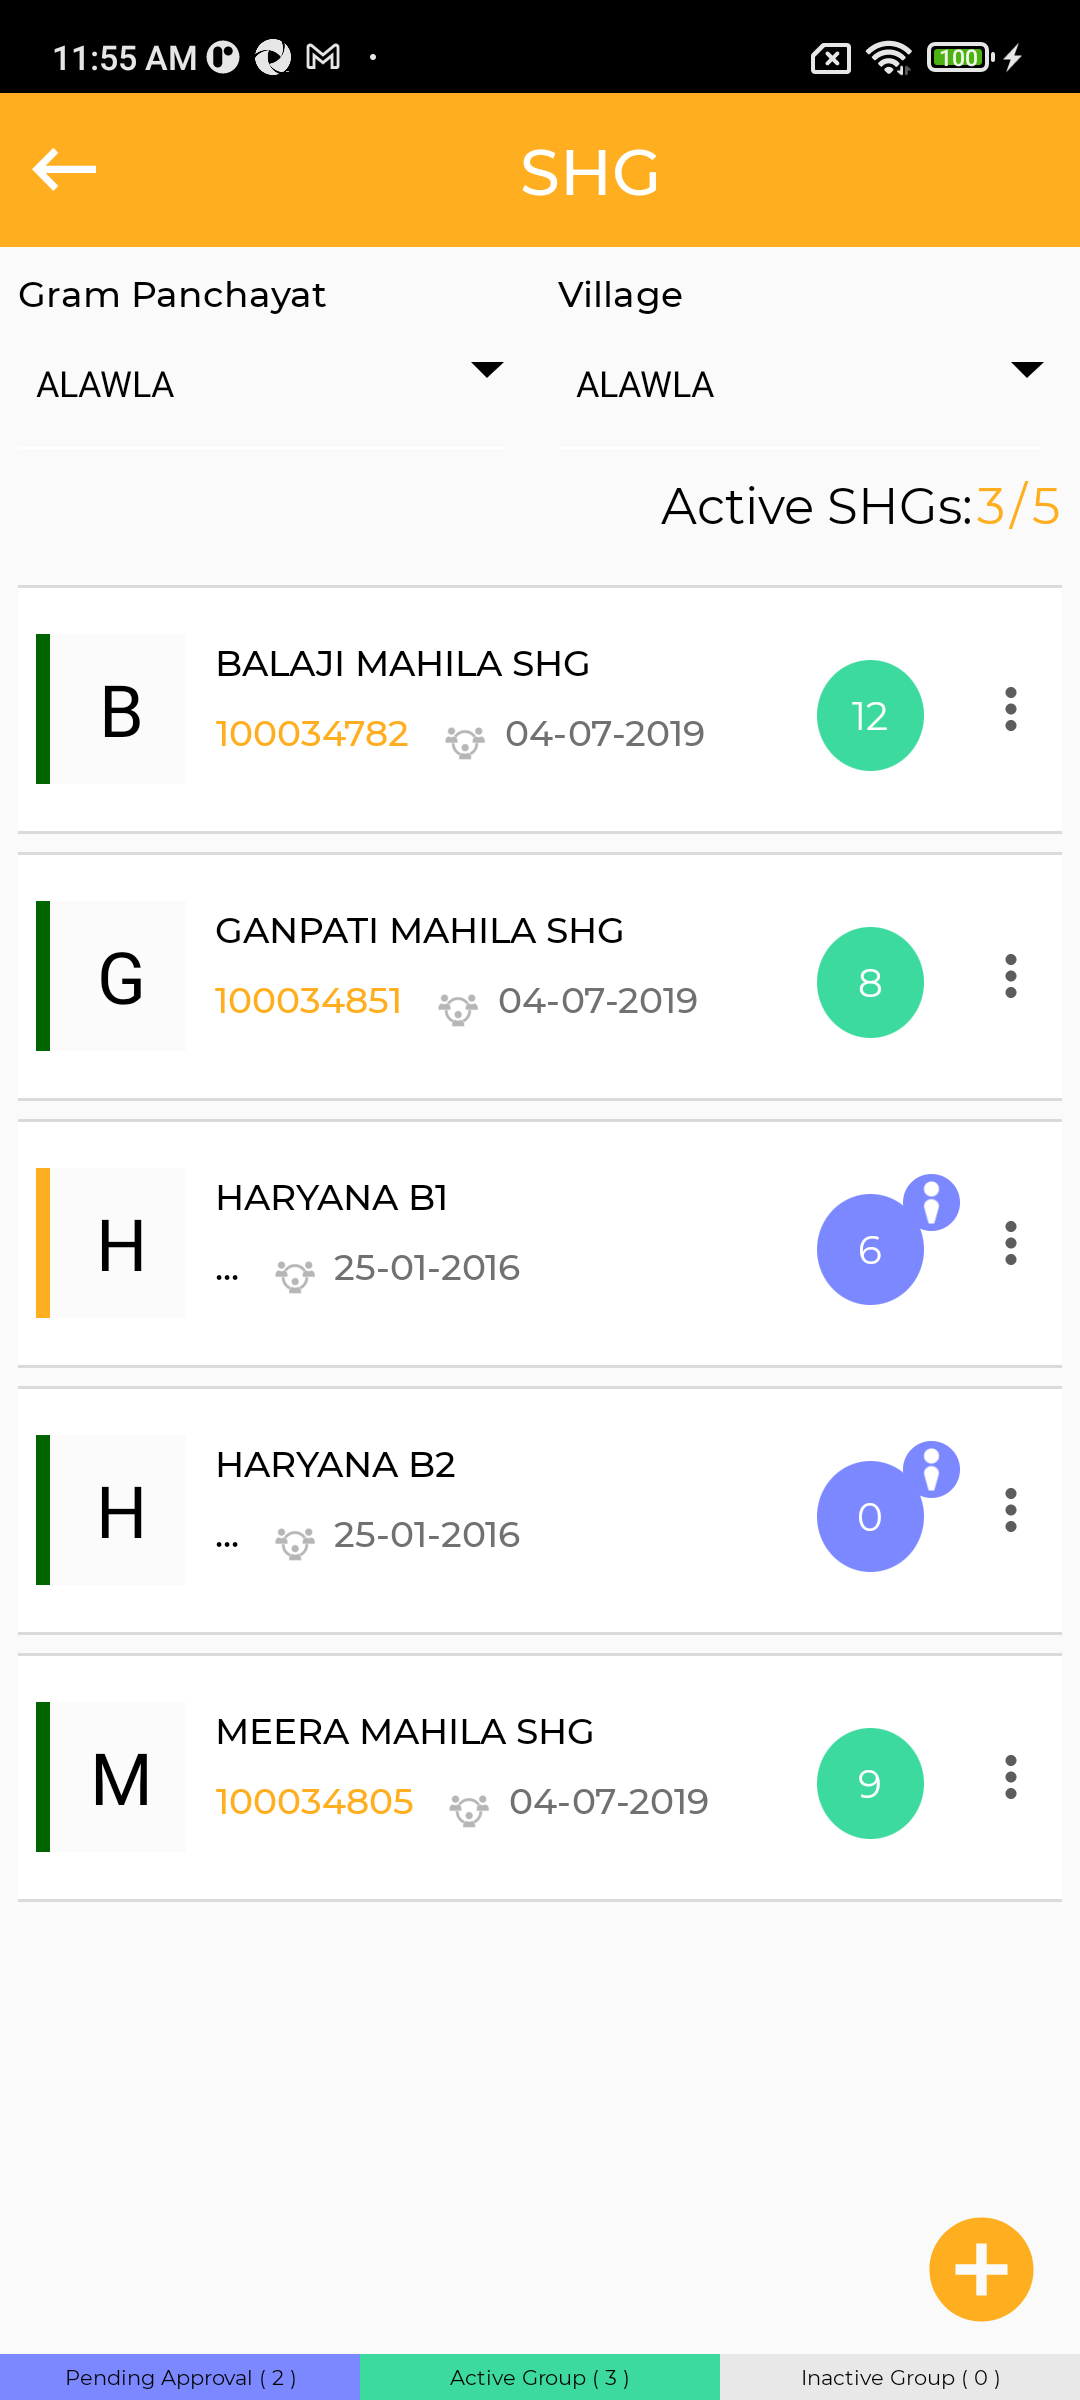 11:55 AM
100
SHG
Gram Panchayat
Village
ALAWLA
ALAWLA
Active SHGs: 3/5
B
BALAJI MAHILA SHG
100034782 04-07-2019
12
G
GANPATI MAHILA SHG
100034851 04-07-2019
8
H
HARYANA B1
... 25-01-2016
6
H
HARYANA B2
... 25-01-2016
0
M
MEERA MAHILA SHG
100034805 04-07-2019
9
Pending Approval ( 2 )
Active Group ( 3 )
Inactive Group ( 0 )